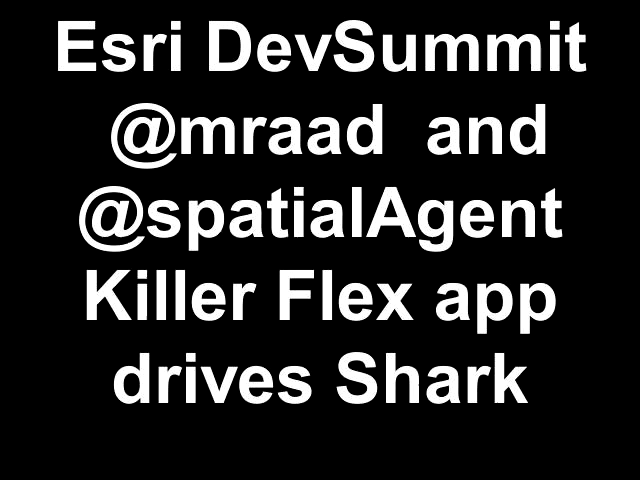 Esri DevSummit
@mraad and
@spatialAgent
Killer Flex app
drives Shark